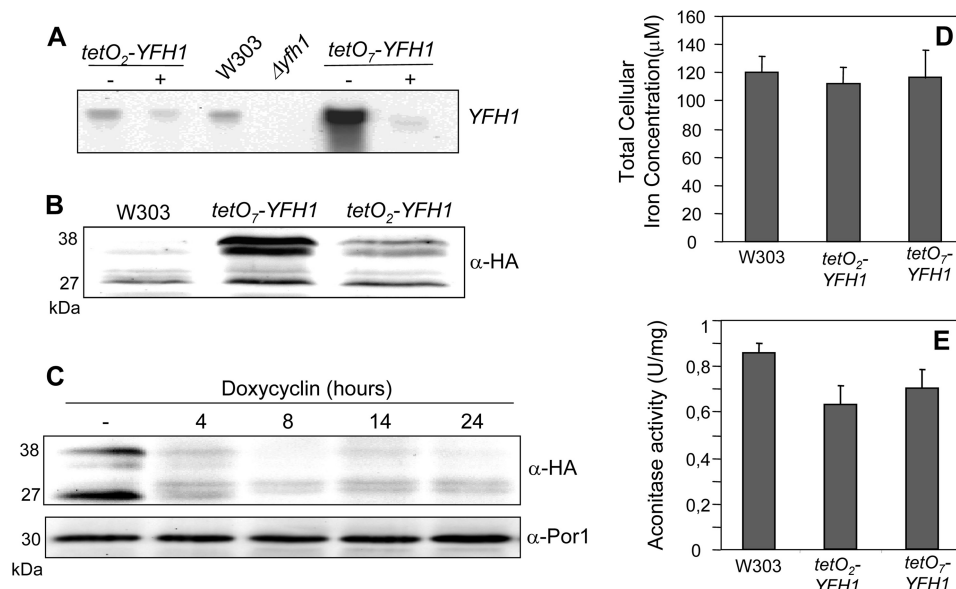 A
tetO2-YFH1 W303 Δyfh1 tetO7-YFH1
- + - +
YFH1
B
W303 tetO7-YFH1 tetO2-YFH1
38
27
kDa
α-HA
C
Doxycyclin (hours)
- 4 8 14 24
38
27
α-HA
30
α-Por1
kDa
D
Total Cellular
Iron Concentration(μM)
160
140
120
100
80
60
40
20
0
W303 tetO2- tetO7-
YFH1 YFH1
E
Aconitase activity (U/mg)
1
0,8
0,6
0,4
0,2
0
W303 tetO2- tetO7-
YFH1 YFH1